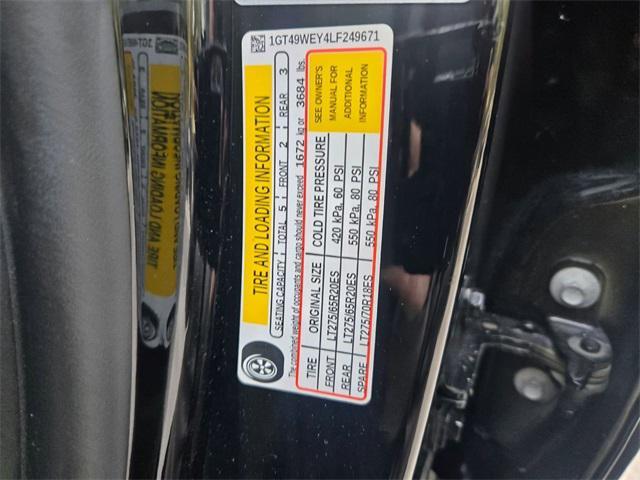 1GT49WEY4LF249671
TIRE AND LOADING INFORMATION
SEATING CAPACITY TOTAL 5 FRONT 2 REAR 3
The combined weight of occupants and cargo should never exceed 1672 kg or 3684 lbs.
TIRE ORIGINAL SIZE COLD TIRE PRESSURE
FRONT LT275/65R20ES 420 kPa, 60 PSI
REAR LT275/65R20ES 550 kPa, 80 PSI
SPARE LT275/70R18ES 550 kPa, 80 PSI
SEE OWNER'S
MANUAL FOR
ADDITIONAL
INFORMATION